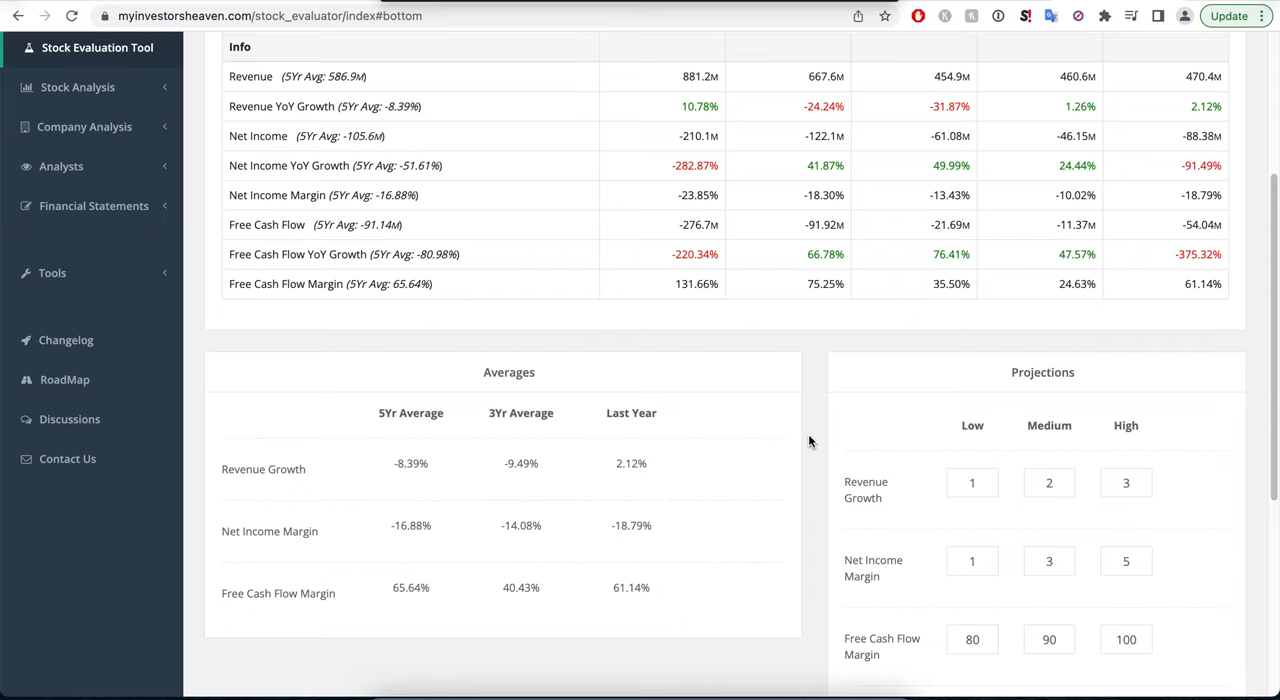 myinvestorsheaven.com/stock_evaluator/index#bottom
Update
Stock Evaluation Tool
Stock Analysis
Company Analysis
Analysts
Financial Statements
Tools
Changelog
RoadMap
Discussions
Contact Us
Info
Revenue (5Yr Avg: 586.9M) 881.2M 667.6M 454.9M 460.6M 470.4M
Revenue YoY Growth (5Yr Avg: -8.39%) 10.78% -24.24% -31.87% 1.26% 2.12%
Net Income (5Yr Avg: -105.6M) -210.1M -122.1M -61.08M -46.15M -88.38M
Net Income YoY Growth (5Yr Avg: -51.61%) -282.87% 41.87% 49.99% 24.44% -91.49%
Net Income Margin (5Yr Avg: -16.88%) -23.85% -18.30% -13.43% -10.02% -18.79%
Free Cash Flow (5Yr Avg: -91.14M) -276.7M -91.92M -21.69M -11.37M -54.04M
Free Cash Flow YoY Growth (5Yr Avg: -80.98%) -220.34% 66.78% 76.41% 47.57% -375.32%
Free Cash Flow Margin (5Yr Avg: 65.64%) 131.66% 75.25% 35.50% 24.63% 61.14%
Averages
5Yr Average 3Yr Average Last Year
Revenue Growth -8.39% -9.49% 2.12%
Net Income Margin -16.88% -14.08% -18.79%
Free Cash Flow Margin 65.64% 40.43% 61.14%
Projections
Low Medium High
Revenue
Growth 1 2 3
Net Income
Margin 1 3 5
Free Cash Flow
Margin 80 90 100